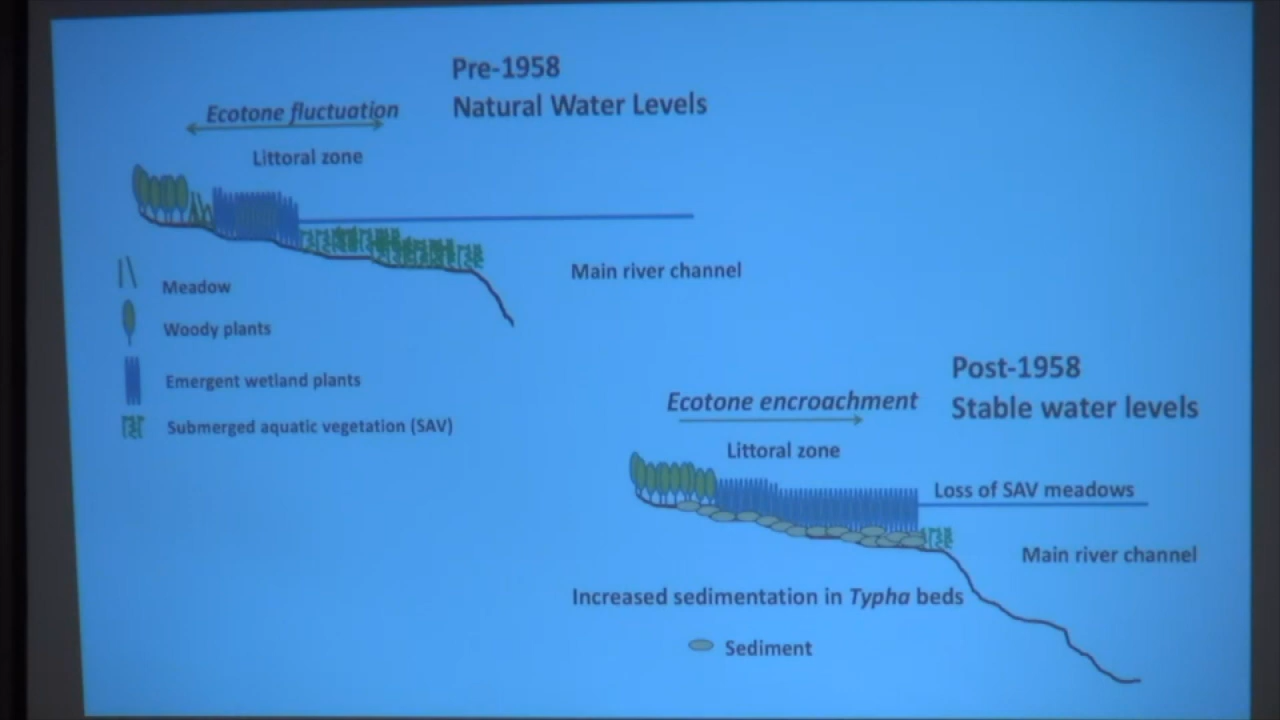 Pre-1958
Natural Water Levels
Ecotone fluctuation
Littoral zone
Main river channel
Meadow
Woody plants
Emergent wetland plants
Submerged aquatic vegetation (SAV)
Post-1958
Stable water levels
Ecotone encroachment
Littoral zone
Loss of SAV meadows
Main river channel
Increased sedimentation in Typha beds
Sediment